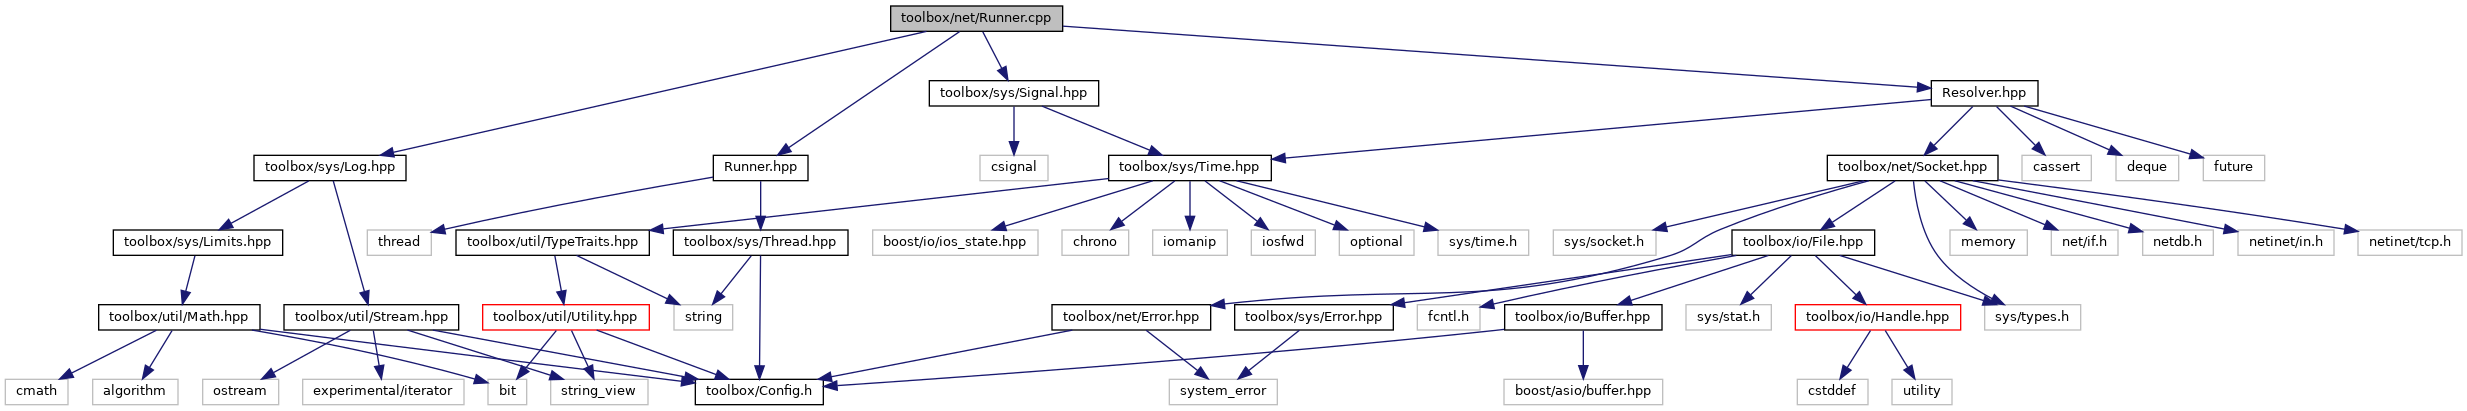 toolbox/net/Runner.cpp
toolbox/sys/Signal.hpp
Resolver.hpp
toolbox/sys/Log.hpp
Runner.hpp
csignal
toolbox/sys/Time.hpp
toolbox/net/Socket.hpp
cassert
deque
future
toolbox/sys/Limits.hpp
thread
toolbox/util/TypeTraits.hpp
toolbox/sys/Thread.hpp
boost/io/ios_state.hpp
chrono
iomanip
iosfwd
optional
sys/time.h
sys/socket.h
toolbox/io/File.hpp
memory
net/if.h
netdb.h
netinet/in.h
netinet/tcp.h
toolbox/util/Math.hpp
toolbox/util/Stream.hpp
toolbox/util/Utility.hpp
string
toolbox/net/Error.hpp
toolbox/sys/Error.hpp
fcntl.h
toolbox/io/Buffer.hpp
sys/stat.h
toolbox/io/Handle.hpp
sys/types.h
cmath
algorithm
ostream
experimental/iterator
bit
string_view
toolbox/Config.h
system_error
boost/asio/buffer.hpp
cstddef
utility